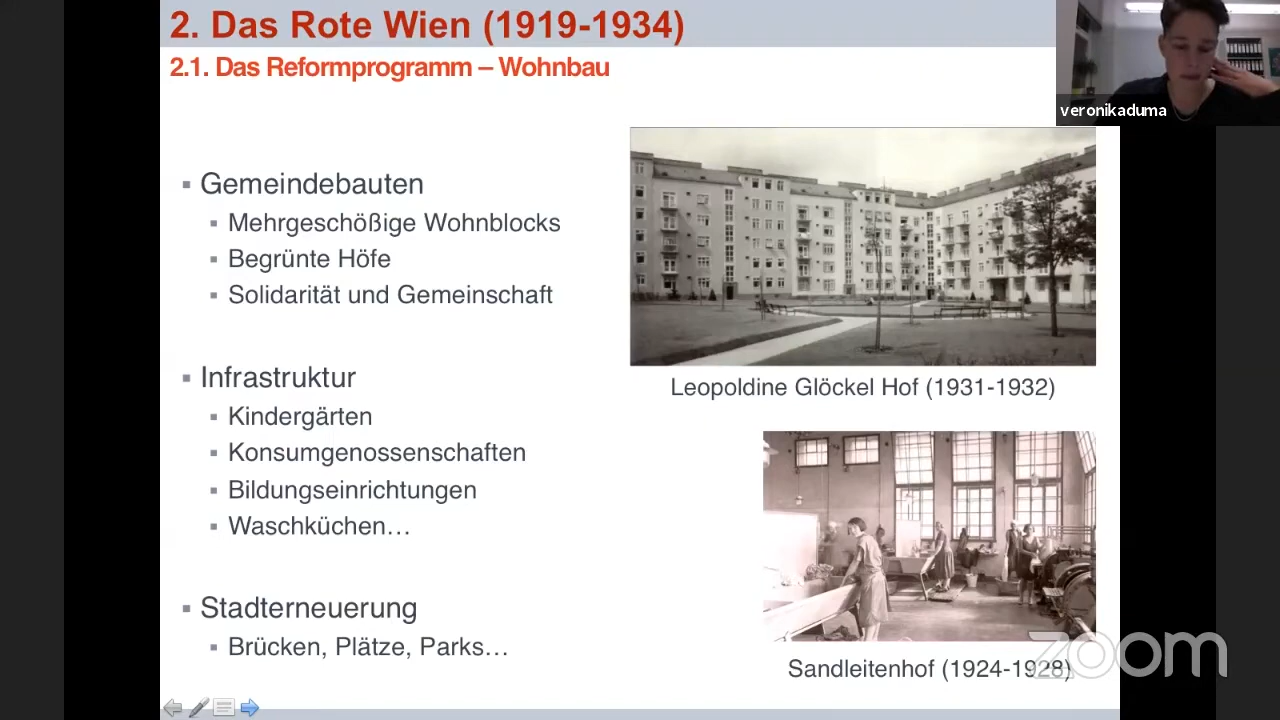 2. Das Rote Wien (1919-1934)
2.1. Das Reformprogramm – Wohnbau
veronikaduma
▪ Gemeindebauten
▪ Mehrgeschößige Wohnblocks
▪ Begrünte Höfe
▪ Solidarität und Gemeinschaft
▪ Infrastruktur
▪ Kindergärten
▪ Konsumgenossenschaften
▪ Bildungseinrichtungen
▪ Waschküchen…
▪ Stadterneuerung
▪ Brücken, Plätze, Parks…
Leopoldine Glöckel Hof (1931-1932)
Sandleitenhof (1924-1928)
zoom